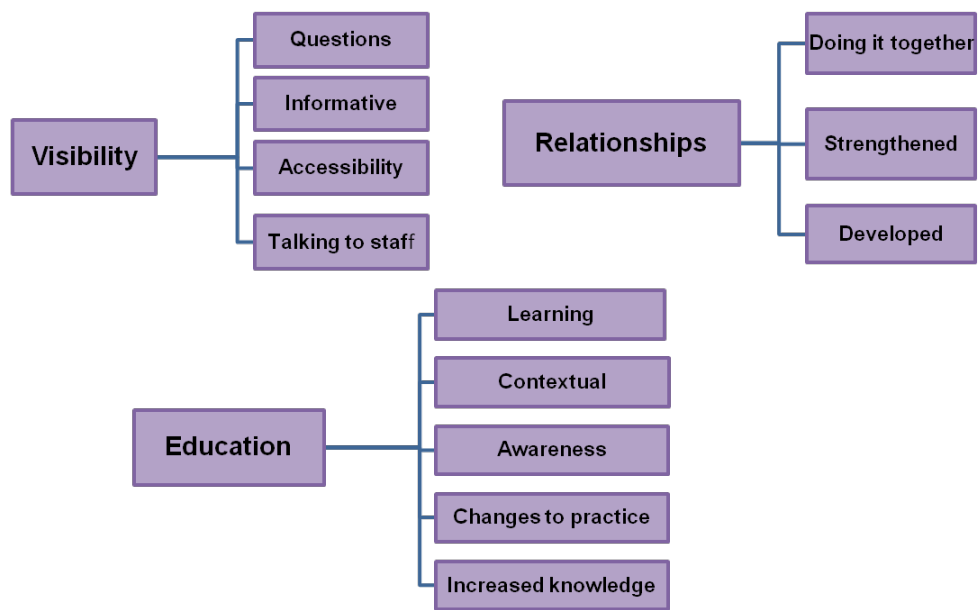 Visibility
Questions
Informative
Accessibility
Talking to staff
Relationships
Doing it together
Strengthened
Developed
Education
Learning
Contextual
Awareness
Changes to practice
Increased knowledge